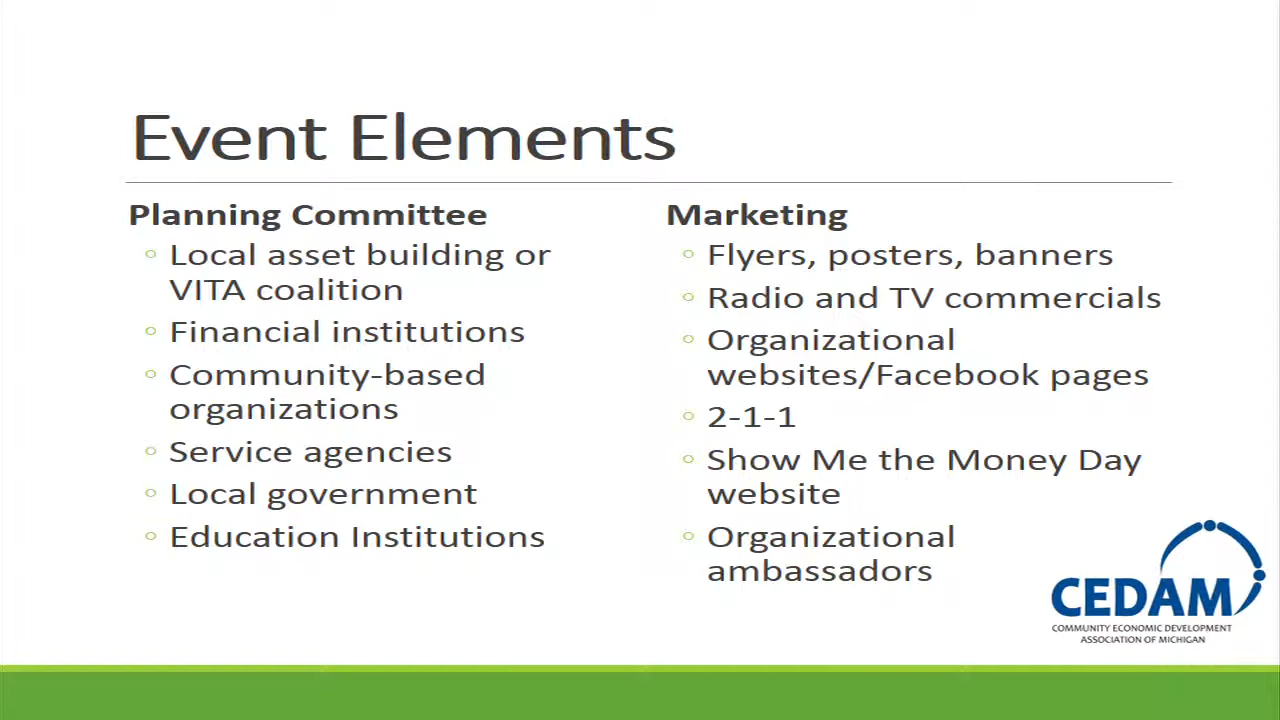 Event Elements
Planning Committee
Local asset building or
VITA coalition
Financial institutions
Community-based
organizations
Service agencies
Local government
Education Institutions
Marketing
Flyers, posters, banners
Radio and TV commercials
Organizational
websites/Facebook pages
2-1-1
Show Me the Money Day
website
Organizational
ambassadors
CEDAM
COMMUNITY ECONOMIC DEVELOPMENT
ASSOCIATION OF MICHIGAN